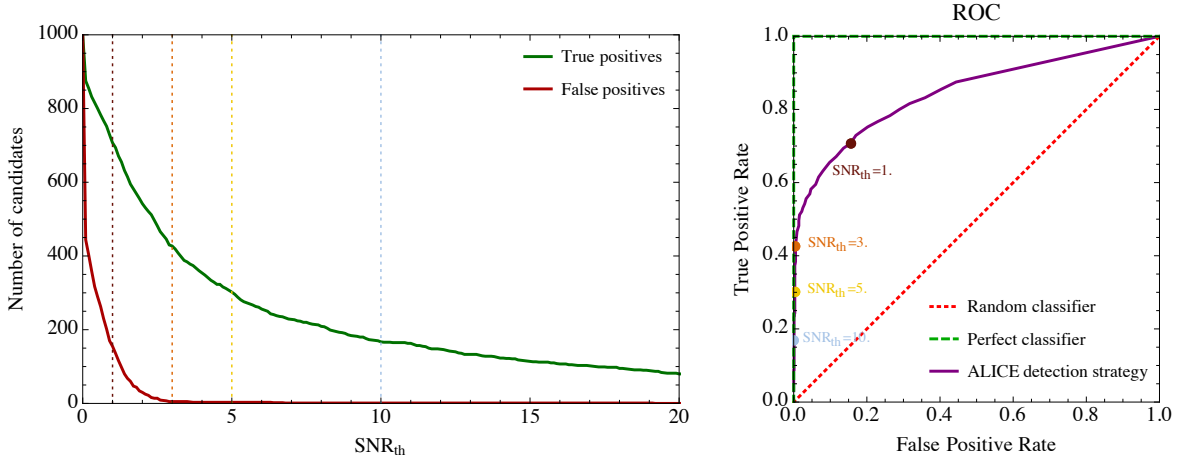 1000
800
600
400
200
0
0
5
10
15
20
Number of candidates
SNRth
True positives
False positives
ROC
1.0
0.8
0.6
0.4
0.2
0.0
0.0
0.2
0.4
0.6
0.8
1.0
True Positive Rate
False Positive Rate
SNRth=1.
SNRth=3.
SNRth=5.
SNRth=10.
Random classifier
Perfect classifier
ALICE detection strategy